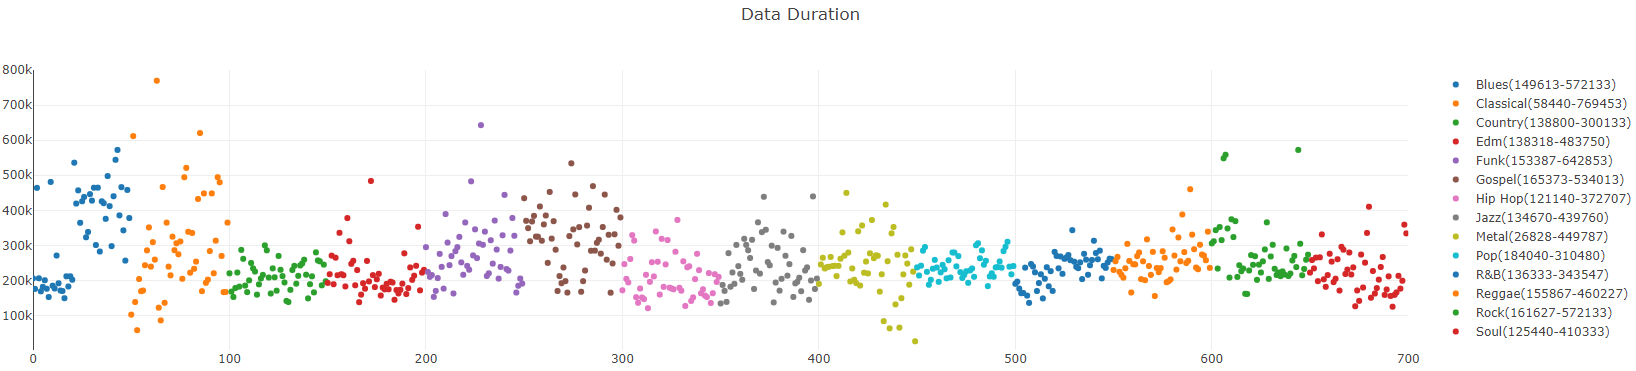 Data Duration
800k
700k
600k
500k
400k
300k
200k
100k
0
100
200
300
400
500
600
700
Blues(149613-572133)
Classical(58440-769453)
Country(138800-300133)
Edm(138318-483750)
Funk(153387-642853)
Gospel(165373-534013)
Hip Hop(121140-372707)
Jazz(134670-439760)
Metal(26828-449787)
Pop(184040-310480)
R&B(136333-343547)
Reggae(155867-460227)
Rock(161627-572133)
Soul(125440-410333)